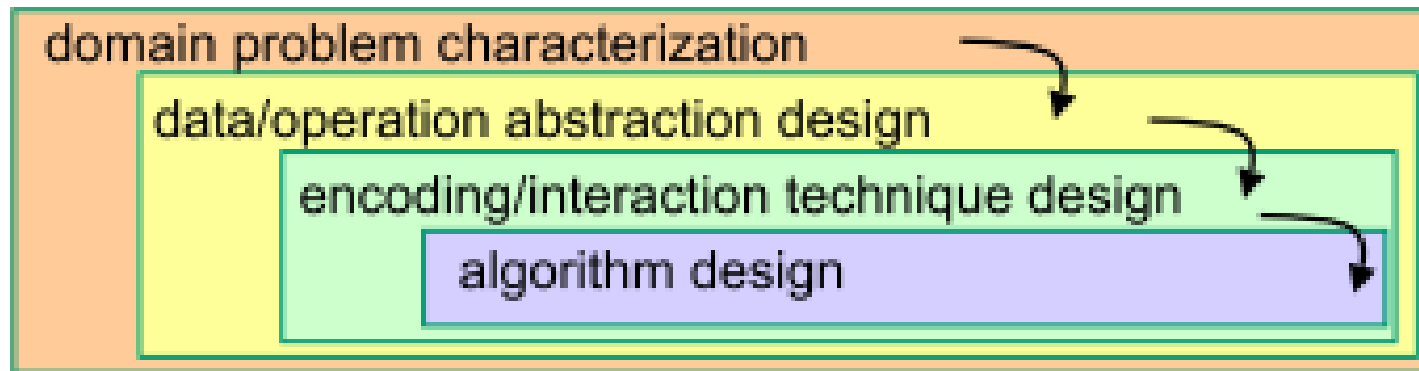 domain problem characterization
data/operation abstraction design
encoding/interaction technique design
algorithm design